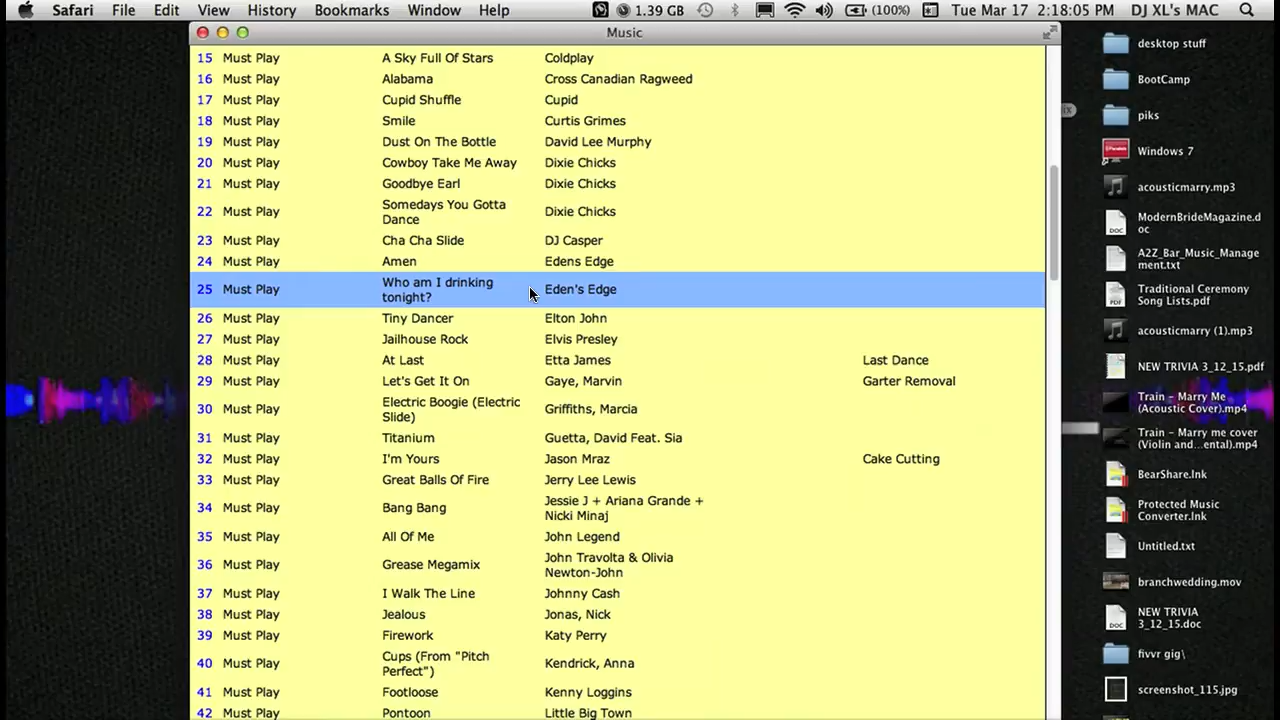 Safari File Edit View History Bookmarks Window Help 1.39 GB (100%) Tue Mar 17 2:18:05 PM DJ XL's MAC
Music
15 Must Play A Sky Full Of Stars Coldplay
16 Must Play Alabama Cross Canadian Ragweed
17 Must Play Cupid Shuffle Cupid
18 Must Play Smile Curtis Grimes
19 Must Play Dust On The Bottle David Lee Murphy
20 Must Play Cowboy Take Me Away Dixie Chicks
21 Must Play Goodbye Earl Dixie Chicks
22 Must Play Somedays You Gotta Dance Dixie Chicks
23 Must Play Cha Cha Slide DJ Casper
24 Must Play Amen Edens Edge
25 Must Play Who am I drinking tonight? Eden's Edge
26 Must Play Tiny Dancer Elton John
27 Must Play Jailhouse Rock Elvis Presley
28 Must Play At Last Etta James Last Dance
29 Must Play Let's Get It On Gaye, Marvin Garter Removal
30 Must Play Electric Boogie (Electric Slide) Griffiths, Marcia
31 Must Play Titanium Guetta, David Feat. Sia
32 Must Play I'm Yours Jason Mraz Cake Cutting
33 Must Play Great Balls Of Fire Jerry Lee Lewis
34 Must Play Bang Bang Jessie J + Ariana Grande + Nicki Minaj
35 Must Play All Of Me John Legend
36 Must Play Grease Megamix John Travolta & Olivia Newton-John
37 Must Play I Walk The Line Johnny Cash
38 Must Play Jealous Jonas, Nick
39 Must Play Firework Katy Perry
40 Must Play Cups (From "Pitch Perfect") Kendrick, Anna
41 Must Play Footloose Kenny Loggins
42 Must Play Pontoon Little Big Town
desktop stuff
BootCamp
piks
Windows 7
acousticmarry.mp3
ModernBrideMagazine.d
oc
A2Z_Bar_Music_Manage
ment.txt
Traditional Ceremony
Song Lists.pdf
acousticmarry (1).mp3
NEW TRIVIA 3_12_15.pdf
Train - Marry Me
(Acoustic Cover).mp4
Train - Marry me cover
(Violin and...ental).mp4
BearShare.lnk
Protected Music
Converter.lnk
Untitled.txt
branchwedding.mov
NEW TRIVIA
3_12_15.doc
fivvr gig\
screenshot_115.jpg